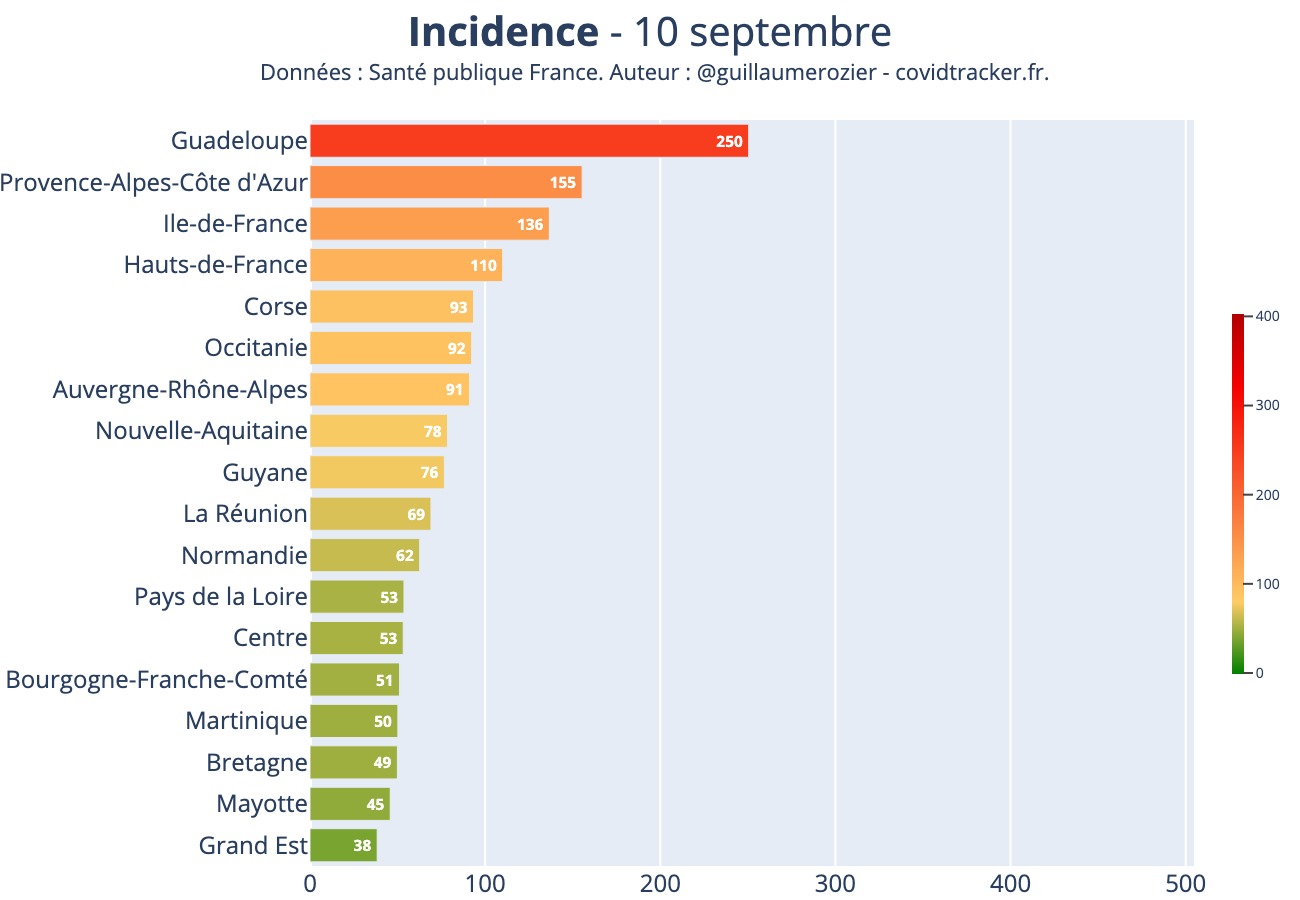 Incidence - 10 septembre
Données : Santé publique France. Auteur : @guillaumerozier - covidtracker.fr.
Guadeloupe 250
Provence-Alpes-Côte d'Azur 155
Ile-de-France 136
Hauts-de-France 110
Corse 93
Occitanie 92
Auvergne-Rhône-Alpes 91
Nouvelle-Aquitaine 78
Guyane 76
La Réunion 69
Normandie 62
Pays de la Loire 53
Centre 53
Bourgogne-Franche-Comté 51
Martinique 50
Bretagne 49
Mayotte 45
Grand Est 38
0 100 200 300 400 500
400
300
200
100
0